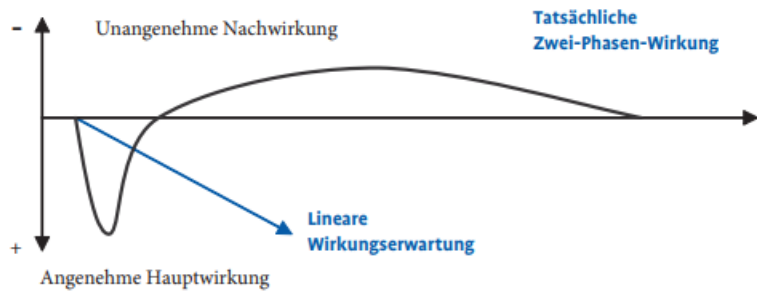 -
Unangenehme Nachwirkung
Tatsächliche
Zwei-Phasen-Wirkung
Lineare
Wirkungserwartung
+
Angenehme Hauptwirkung